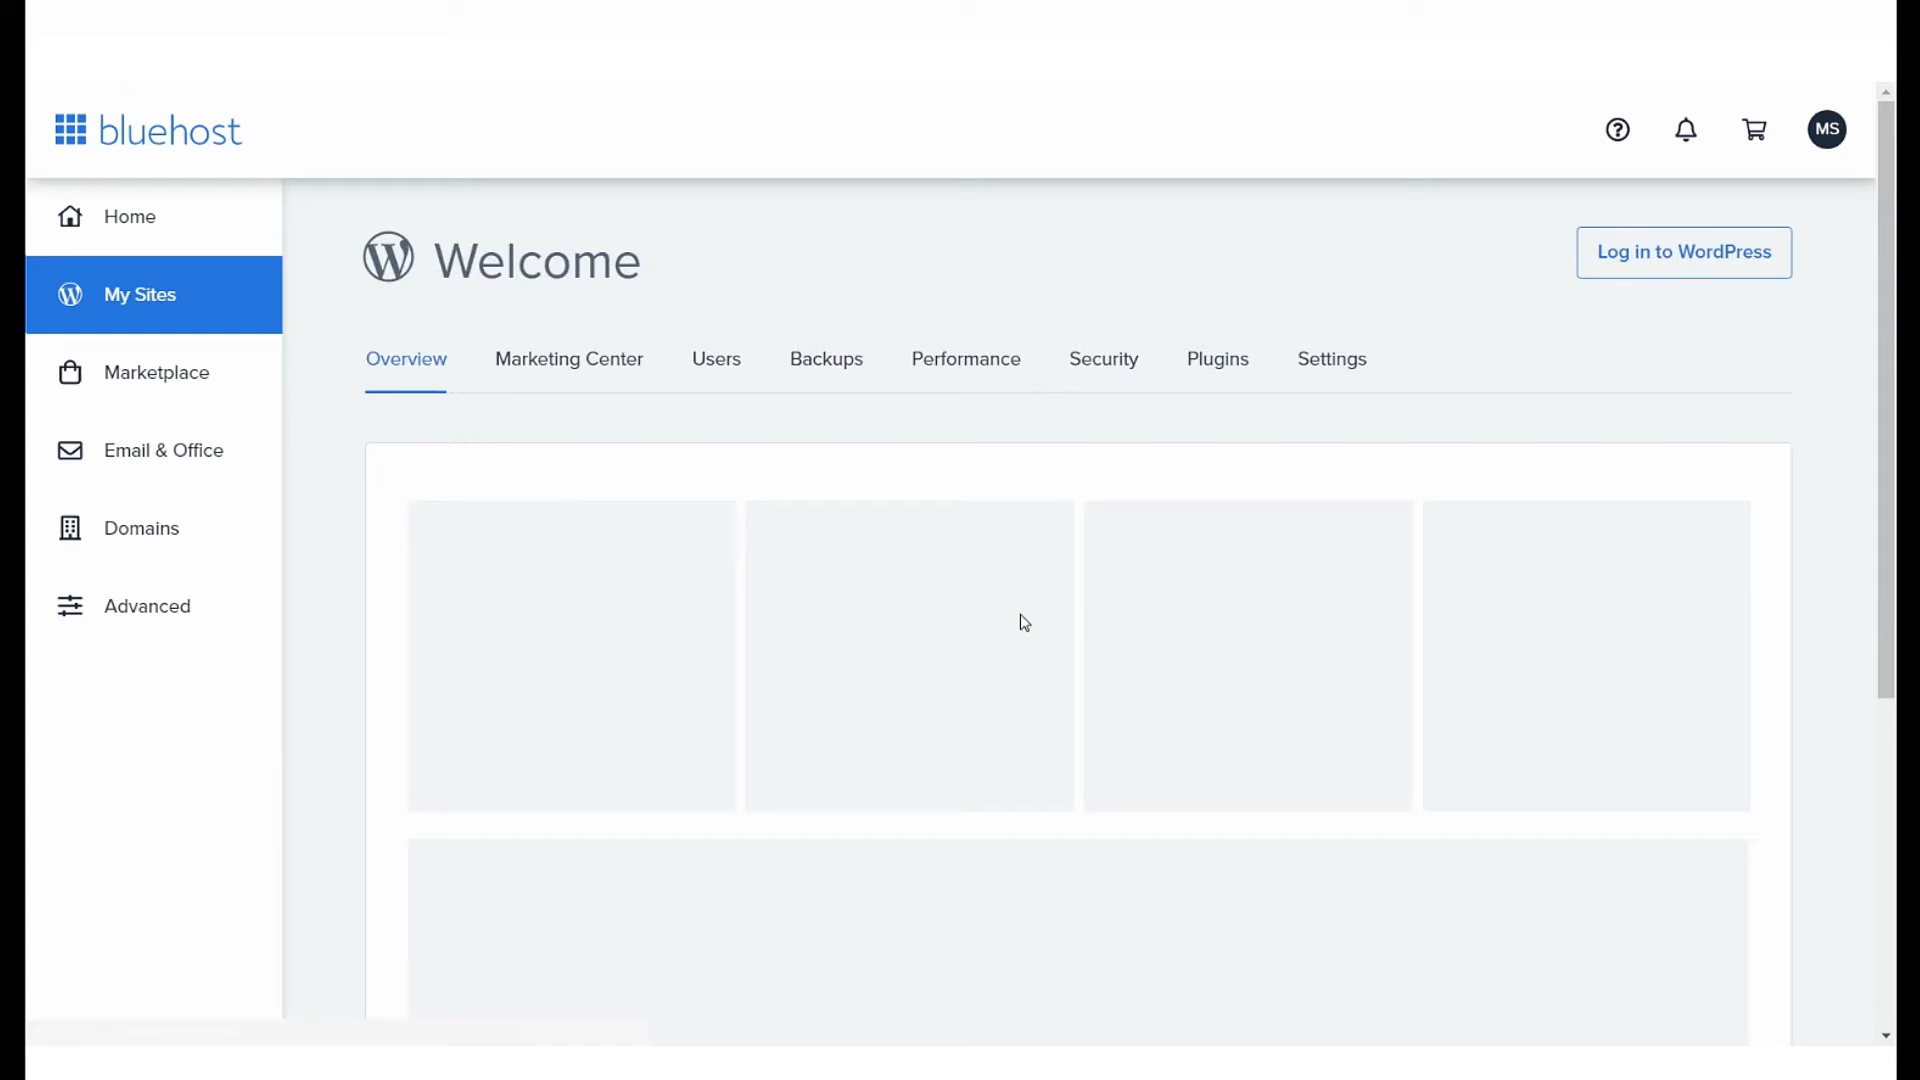 bluehost
MS
Home
My Sites
Marketplace
Email & Office
Domains
Advanced
Welcome
Log in to WordPress
Overview Marketing Center Users Backups Performance Security Plugins Settings